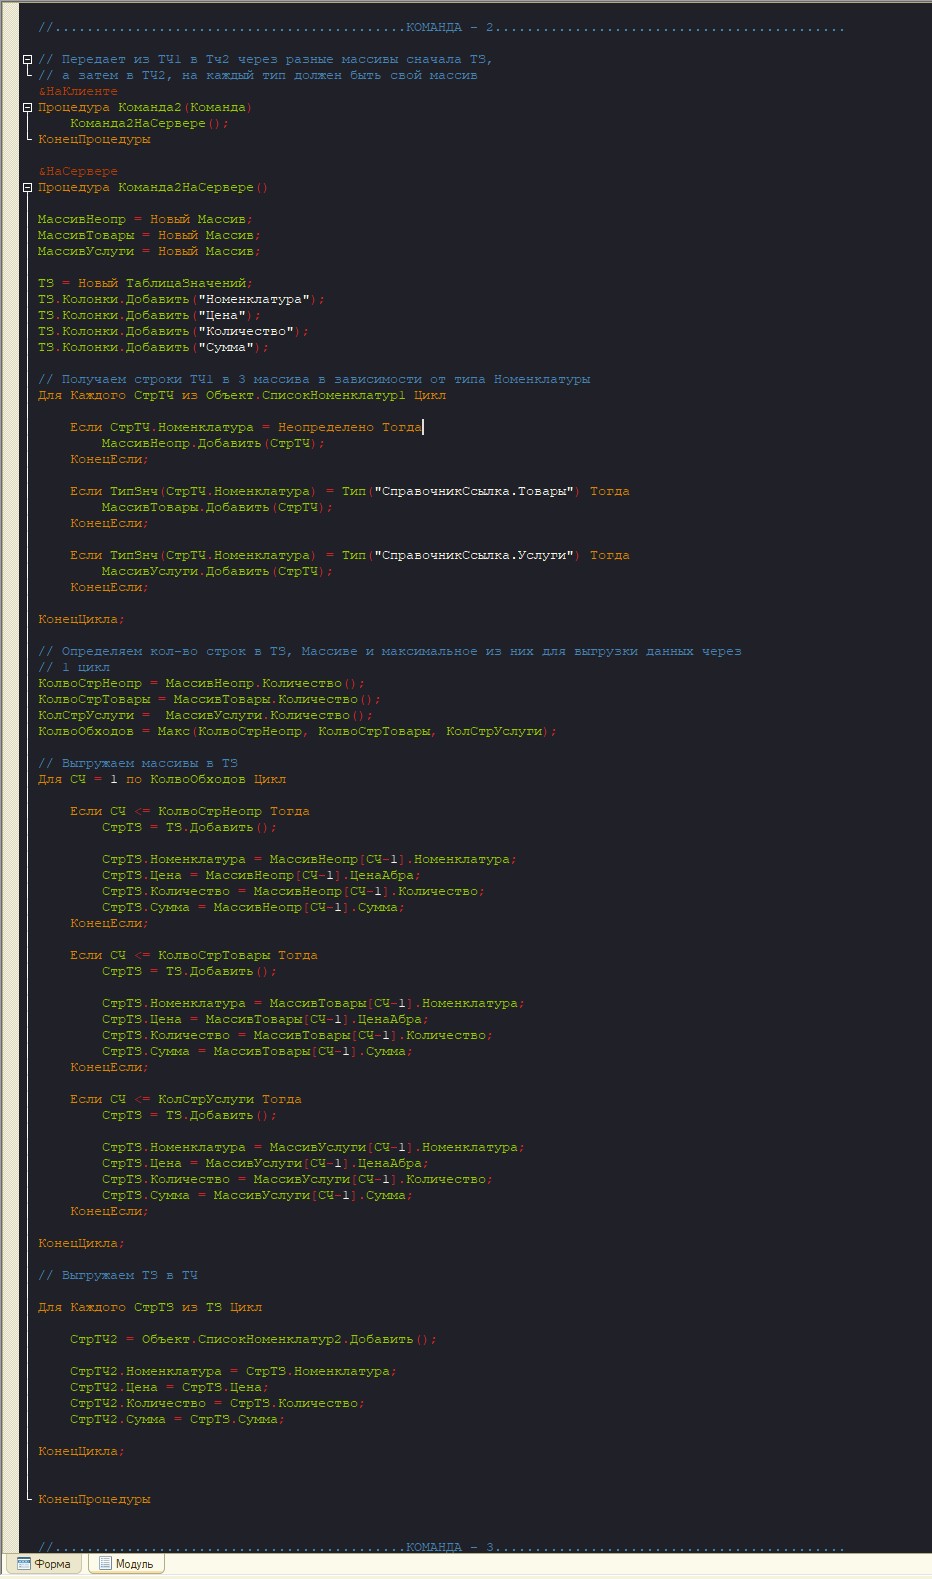 //............................................КОМАНДА - 2............................................
// Передает из ТЧ1 в Тч2 через разные массивы сначала ТЗ,
// а затем в ТЧ2, на каждый тип должен быть свой массив
&НаКлиенте
Процедура Команда2(Команда)
    Команда2НаСервере();
КонецПроцедуры
&НаСервере
Процедура Команда2НаСервере()
МассивНеопр = Новый Массив;
МассивТовары = Новый Массив;
МассивУслуги = Новый Массив;
ТЗ = Новый ТаблицаЗначений;
ТЗ.Колонки.Добавить("Номенклатура");
ТЗ.Колонки.Добавить("Цена");
ТЗ.Колонки.Добавить("Количество");
ТЗ.Колонки.Добавить("Сумма");
// Получаем строки ТЧ1 в 3 массива в зависимости от типа Номенклатуры
Для Каждого СтрТЧ из Объект.СписокНоменклатур1 Цикл
    Если СтрТЧ.Номенклатура = Неопределено Тогда
        МассивНеопр.Добавить(СтрТЧ);
    КонецЕсли;
    Если ТипЗнч(СтрТЧ.Номенклатура) = Тип("СправочникСсылка.Товары") Тогда
        МассивТовары.Добавить(СтрТЧ);
    КонецЕсли;
    Если ТипЗнч(СтрТЧ.Номенклатура) = Тип("СправочникСсылка.Услуги") Тогда
        МассивУслуги.Добавить(СтрТЧ);
    КонецЕсли;
КонецЦикла;
// Определяем кол-во строк в ТЗ, Массиве и максимальное из них для выгрузки данных через
// 1 цикл
КолвоСтрНеопр = МассивНеопр.Количество();
КолвоСтрТовары = МассивТовары.Количество();
КолСтрУслуги =  МассивУслуги.Количество();
КолвоОбходов = Макс(КолвоСтрНеопр, КолвоСтрТовары, КолСтрУслуги);
// Выгружаем массивы в ТЗ
Для СЧ = 1 по КолвоОбходов Цикл
    Если СЧ <= КолвоСтрНеопр Тогда
        СтрТЗ = ТЗ.Добавить();
        СтрТЗ.Номенклатура = МассивНеопр[СЧ-1].Номенклатура;
        СтрТЗ.Цена = МассивНеопр[СЧ-1].ЦенаАбра;
        СтрТЗ.Количество = МассивНеопр[СЧ-1].Количество;
        СтрТЗ.Сумма = МассивНеопр[СЧ-1].Сумма;
    КонецЕсли;
    Если СЧ <= КолвоСтрТовары Тогда
        СтрТЗ = ТЗ.Добавить();
        СтрТЗ.Номенклатура = МассивТовары[СЧ-1].Номенклатура;
        СтрТЗ.Цена = МассивТовары[СЧ-1].ЦенаАбра;
        СтрТЗ.Количество = МассивТовары[СЧ-1].Количество;
        СтрТЗ.Сумма = МассивТовары[СЧ-1].Сумма;
    КонецЕсли;
    Если СЧ <= КолСтрУслуги Тогда
        СтрТЗ = ТЗ.Добавить();
        СтрТЗ.Номенклатура = МассивУслуги[СЧ-1].Номенклатура;
        СтрТЗ.Цена = МассивУслуги[СЧ-1].ЦенаАбра;
        СтрТЗ.Количество = МассивУслуги[СЧ-1].Количество;
        СтрТЗ.Сумма = МассивУслуги[СЧ-1].Сумма;
    КонецЕсли;
КонецЦикла;
// Выгружаем ТЗ в ТЧ
Для Каждого СтрТЗ из ТЗ Цикл
    СтрТЧ2 = Объект.СписокНоменклатур2.Добавить();
    СтрТЧ2.Номенклатура = СтрТЗ.Номенклатура;
    СтрТЧ2.Цена = СтрТЗ.Цена;
    СтрТЧ2.Количество = СтрТЗ.Количество;
    СтрТЧ2.Сумма = СтрТЗ.Сумма;
КонецЦикла;
КонецПроцедуры
//............................................КОМАНДА - 3............................................
Форма Модуль